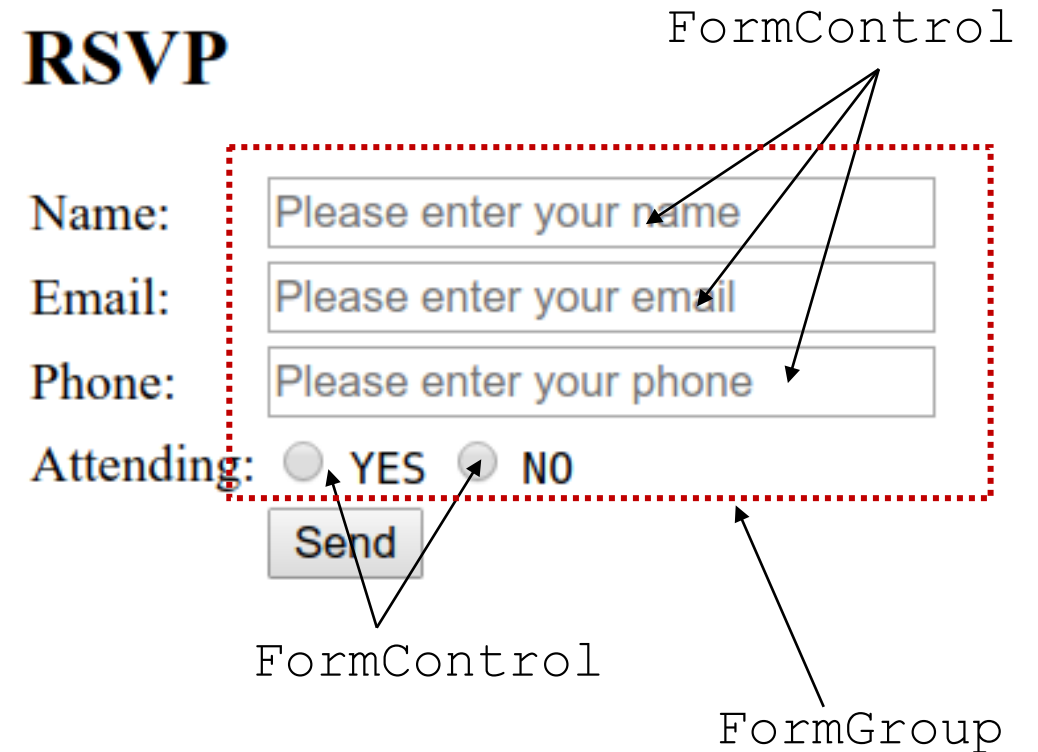 FormControl
RSVP
Name: Please enter your name
Email: Please enter your email
Phone: Please enter your phone
Attending: YES NO
Send
FormControl
FormGroup